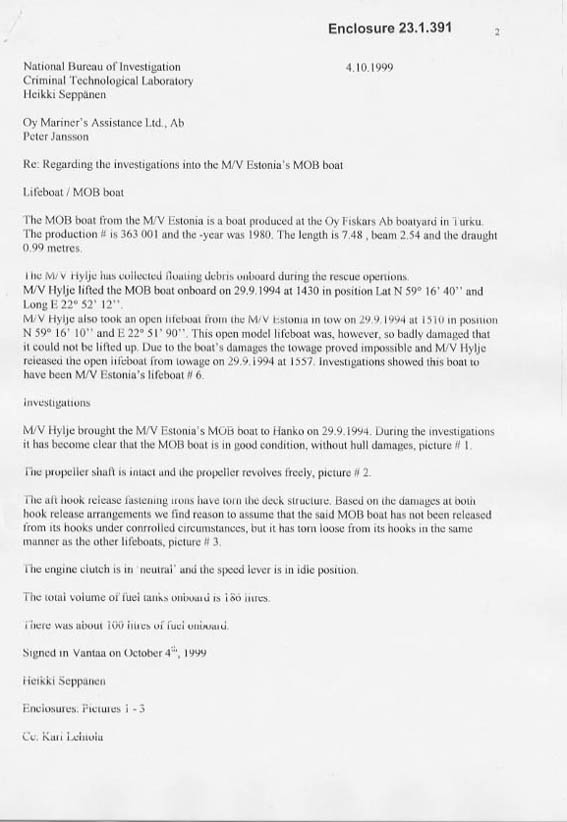 Enclosure 23.1.391
2
National Bureau of Investigation 4.10.1999
Criminal Technological Laboratory
Heikki Seppänen
Oy Mariner's Assistance Ltd., Ab
Peter Jansson
Re: Regarding the investigations into the M/V Estonia's MOB boat
Lifeboat / MOB boat
The MOB boat from the M/V Estonia is a boat produced at the Oy Fiskars Ab boatyard in Turku.
The production # is 363 001 and the -year was 1980. The length is 7.48 , beam 2.54 and the draught
0.99 metres.
The M/V Hylje has collected floating debris onboard during the rescue opertions.
M/V Hylje lifted the MOB boat onboard on 29.9.1994 at 1430 in position Lat N 59° 16' 40'' and
Long E 22° 52' 12''.
M/V Hylje also took an open lifeboat from the M/V Estonia in tow on 29.9.1994 at 1510 in position
N 59° 16' 10'' and E 22° 51' 90''. This open model lifeboat was, however, so badly damaged that
it could not be lifted up. Due to the boat's damages the towage proved impossible and M/V Hylje
released the open lifeboat from towage on 29.9.1994 at 1557. Investigations showed this boat to
have been M/V Estonia's lifeboat # 6.
Investigations
M/V Hylje brought the M/V Estonia's MOB boat to Hanko on 29.9.1994. During the investigations
it has become clear that the MOB boat is in good condition, without hull damages, picture # 1.
The propeller shaft is intact and the propeller revolves freely, picture # 2.
The aft hook release fastening irons have torn the deck structure. Based on the damages at both
hook release arrangements we find reason to assume that the said MOB boat has not been released
from its hooks under conrrolled circumstances, but it has torn loose from its hooks in the same
manner as the other lifeboats, picture # 3.
The engine clutch is in 'neutral' and the speed lever is in idle position.
The total volume of fuel tanks onboard is 186 litres.
There was about 100 litres of fuel onboard.
Signed in Vantaa on October 4th, 1999
Heikki Seppänen
Enclosures: Pictures 1 - 3
Cc. Kari Lehtola